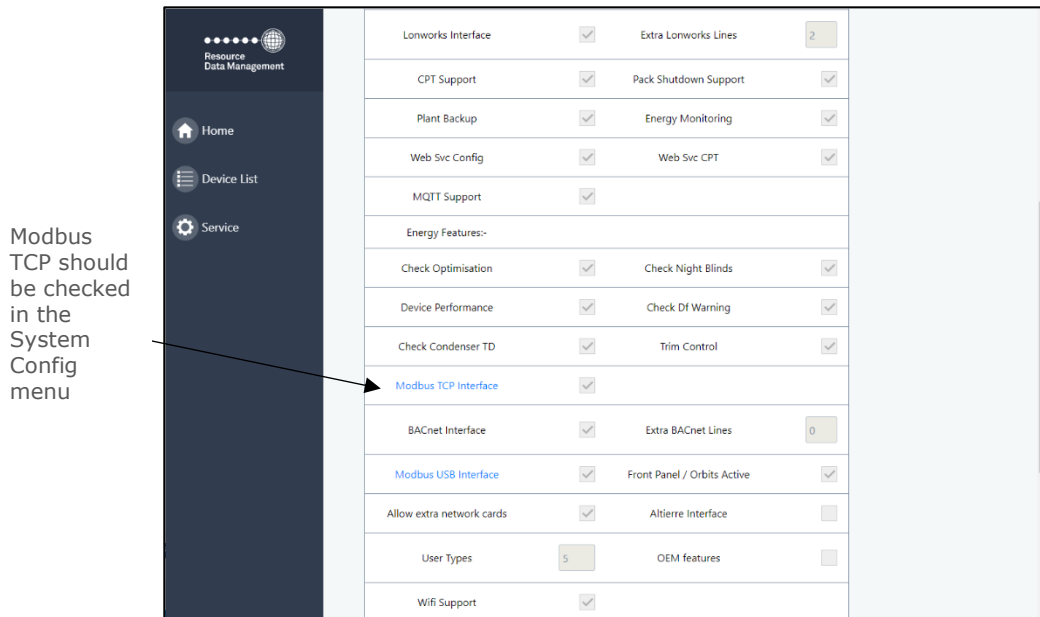 Resource
Data Management
Home
Device List
Service
Modbus
TCP should
be checked
in the
System
Config
menu
Lonworks Interface Extra Lonworks Lines 2
CPT Support Pack Shutdown Support
Plant Backup Energy Monitoring
Web Svc Config Web Svc CPT
MQTT Support
Energy Features:-
Check Optimisation Check Night Blinds
Device Performance Check Df Warning
Check Condenser TD Trim Control
Modbus TCP Interface
BACnet Interface Extra BACnet Lines 0
Modbus USB Interface Front Panel / Orbits Active
Allow extra network cards Altierre Interface
User Types 5 OEM features
Wifi Support